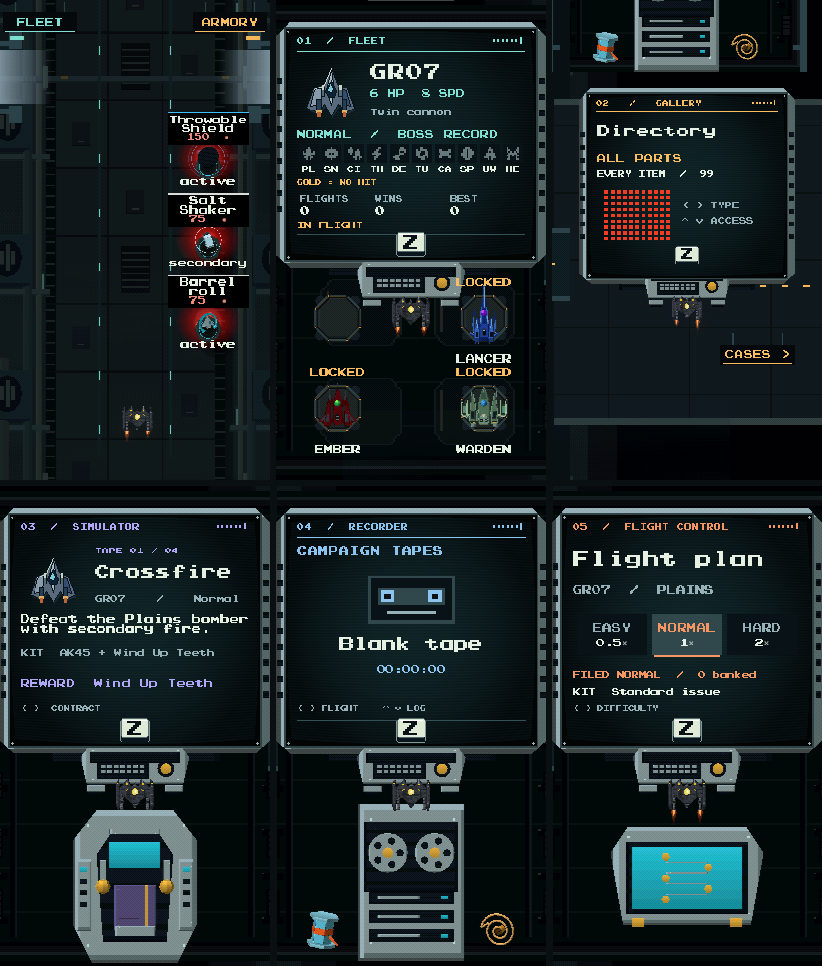 FLEET
ARMORY
Throwable
Shield
150
active
Salt
Shaker
75
secondary
Barrel
roll
75
active
01 / FLEET
GR07
6 HP 8 SPD
Twin cannon
NORMAL / BOSS RECORD
PL GN CI TH DE TU CA SP UW HE
GOLD = NO HIT
FLIGHTS WINS BEST
0 0 0
IN FLIGHT
Z
LOCKED
LANCER
LOCKED
LOCKED
EMBER
WARDEN
02 / GALLERY
Directory
ALL PARTS
EVERY ITEM / 99
< > TYPE
^ v ACCESS
Z
CASES >
03 / SIMULATOR
TAPE 01 / 04
Crossfire
GR07 / Normal
Defeat the Plains bomber
with secondary fire.
KIT AK45 + Wind Up Teeth
REWARD Wind Up Teeth
< > CONTRACT
Z
04 / RECORDER
CAMPAIGN TAPES
Blank tape
00:00:00
< > FLIGHT ^ v LOG
Z
05 / FLIGHT CONTROL
Flight plan
GR07 / PLAINS
EASY NORMAL HARD
0.5× 1× 2×
FILED NORMAL / 0 banked
KIT Standard issue
< > DIFFICULTY
Z